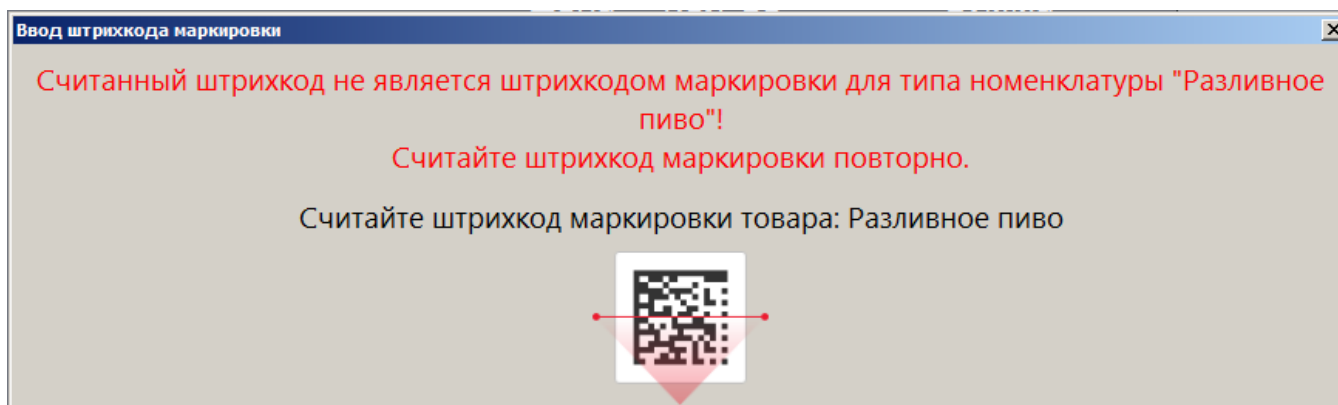 Ввод штрихкода маркировки
Считанный штрихкод не является штрихкодом маркировки для типа номенклатуры "Разливное
пиво"!
Считайте штрихкод маркировки повторно.
Считайте штрихкод маркировки товара: Разливное пиво